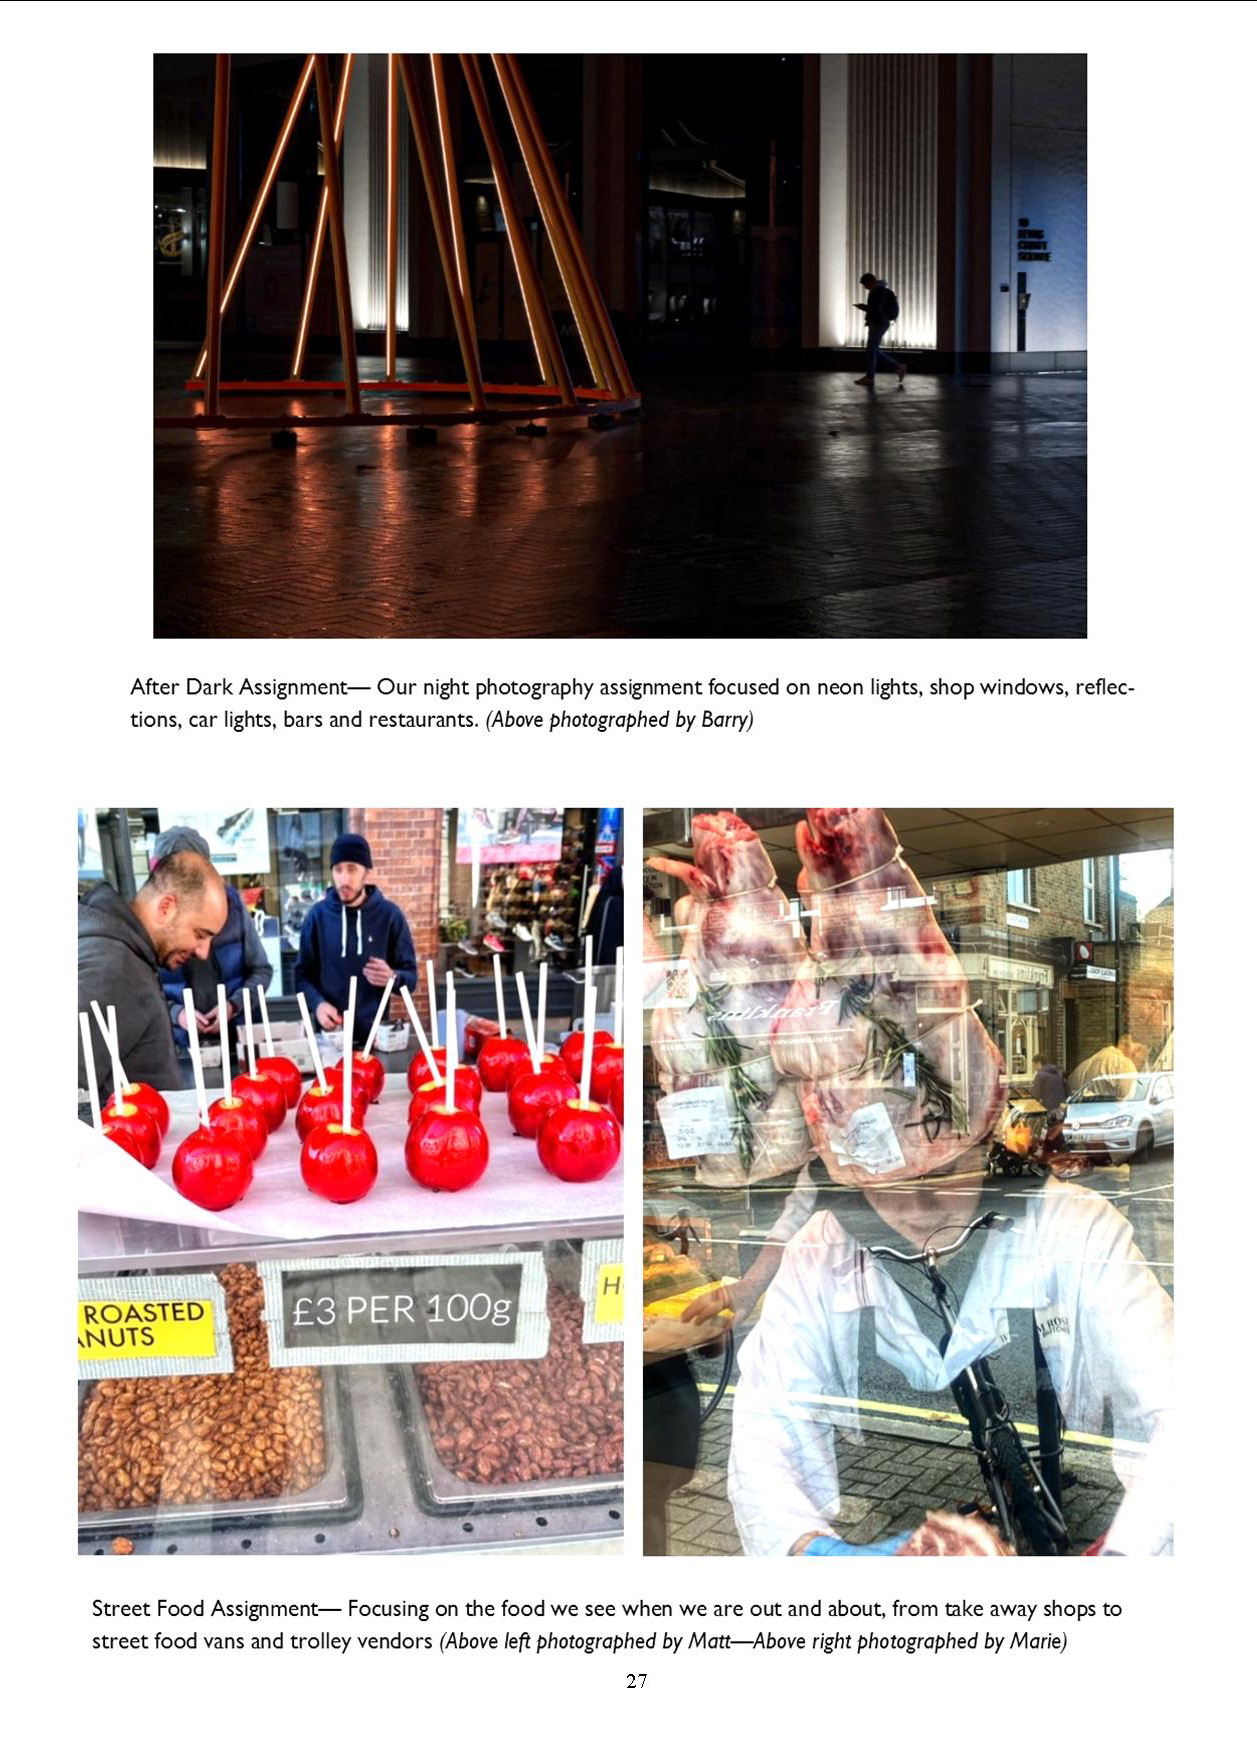 After Dark Assignment— Our night photography assignment focused on neon lights, shop windows, reflec-
tions, car lights, bars and restaurants. (Above photographed by Barry)
ROASTED
NUTS
£3 PER 100g
H
Franklins
Street Food Assignment— Focusing on the food we see when we are out and about, from take away shops to
street food vans and trolley vendors (Above left photographed by Matt—Above right photographed by Marie)
27